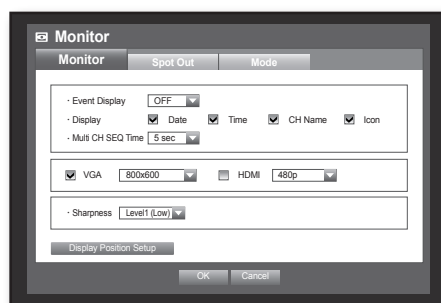 Monitor
Monitor Spot Out Mode
· Event Display OFF
· Display Date Time CH Name Icon
· Multi CH SEQ Time 5 sec
VGA 800x600 HDMI 480p
· Sharpness Level1 (Low)
Display Position Setup
OK Cancel